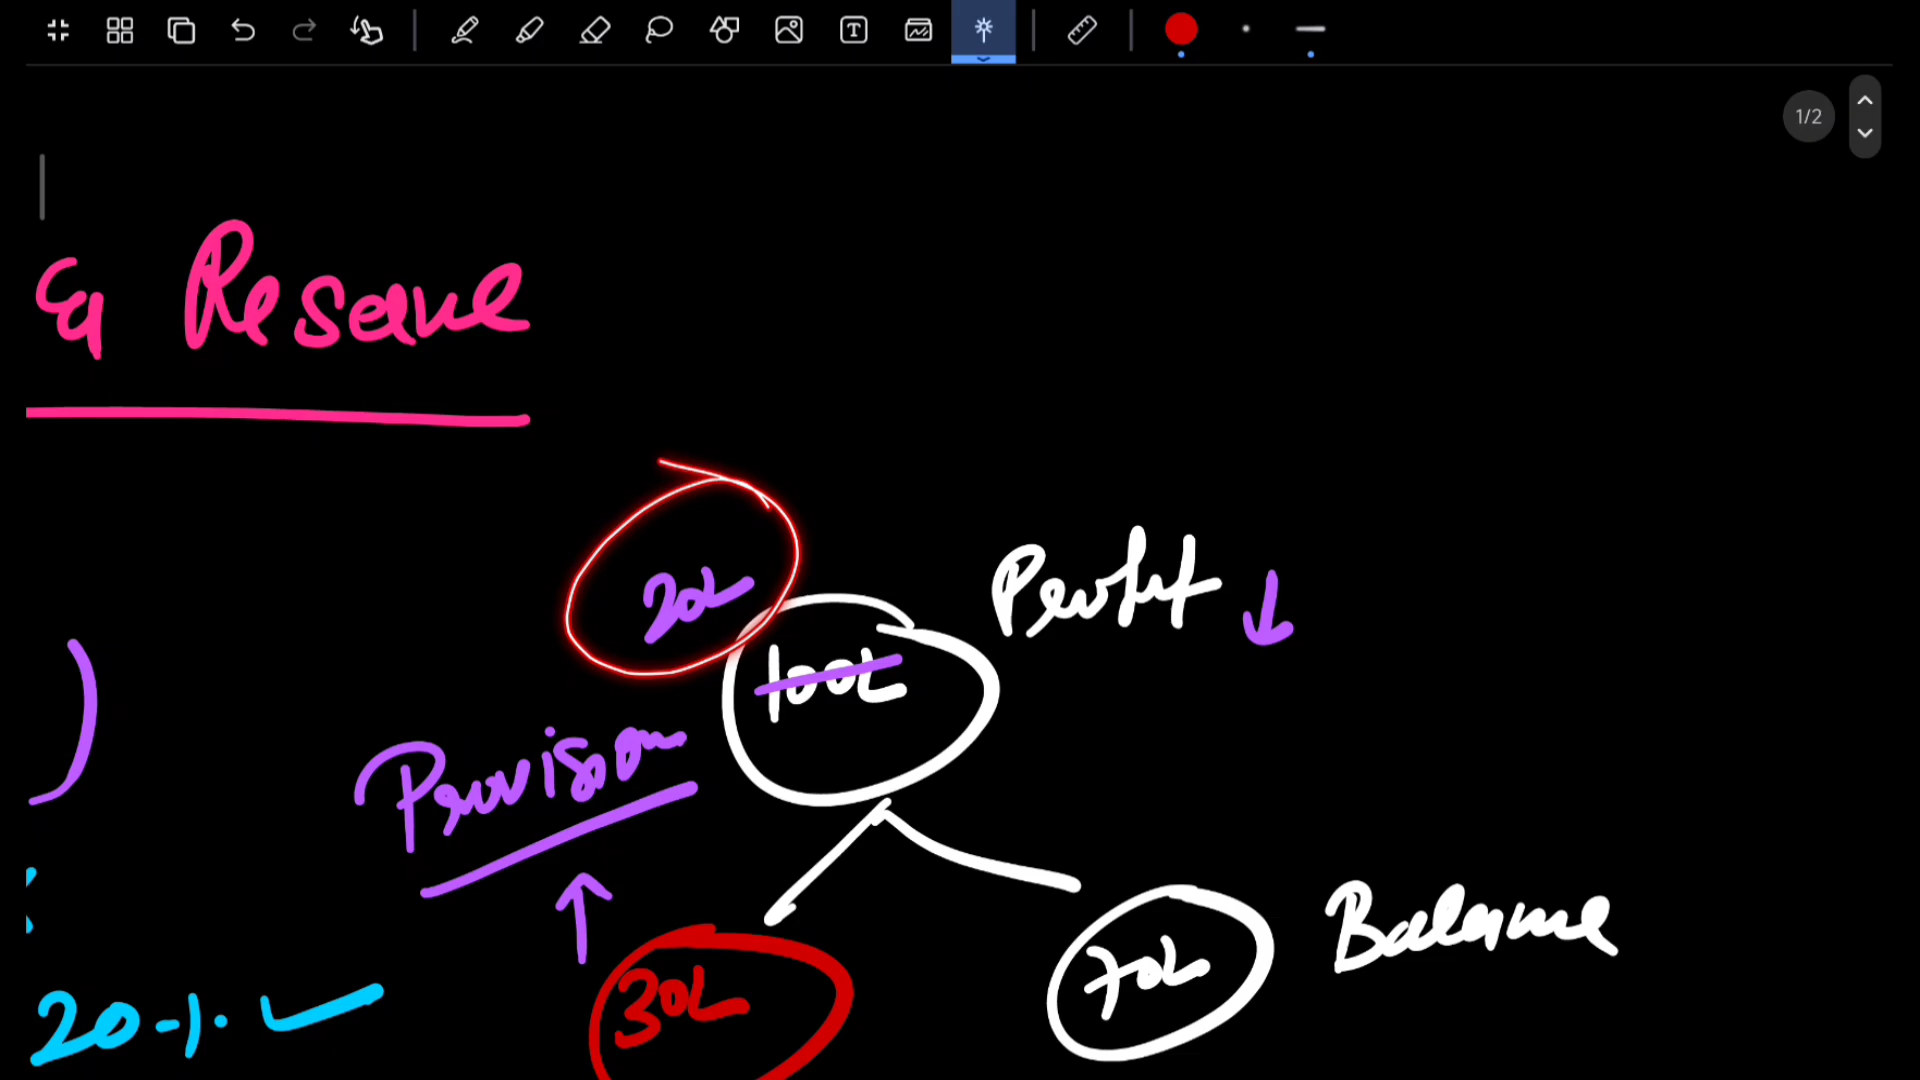 1/2
& Reserve
20L
Profit ↓
100L
Provision
↑
Balance
70L
30L
20% ✓